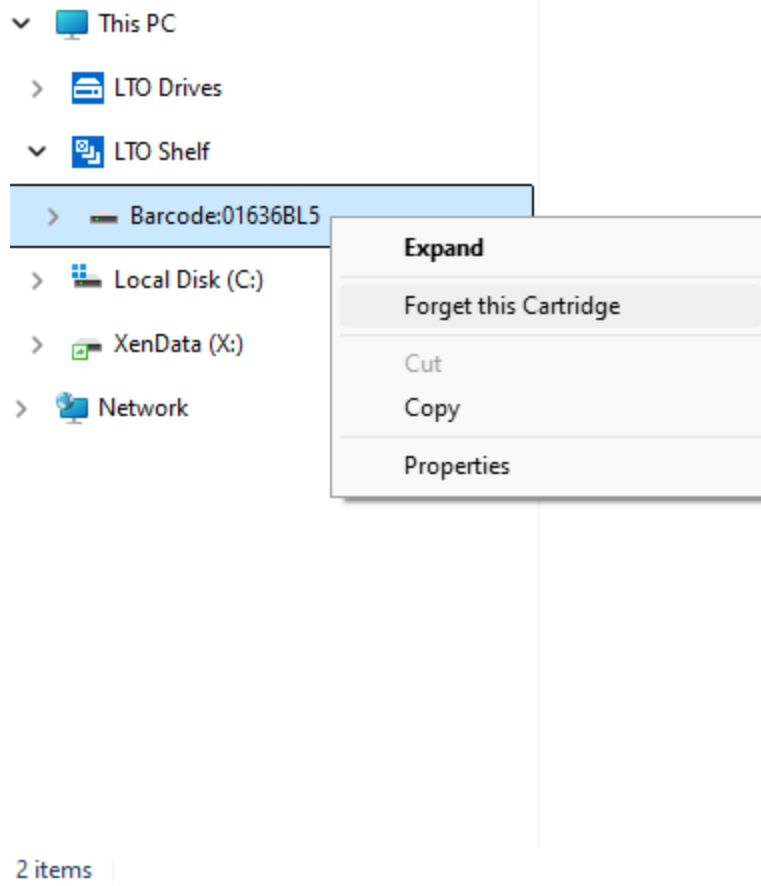 This PC
LTO Drives
LTO Shelf
Barcode:01636BL5
Expand
Forget this Cartridge
Local Disk (C:)
XenData (X:)
Cut
Copy
Network
Properties
2 items